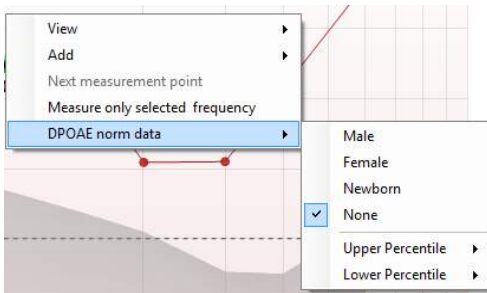 View
Add
Next measurement point
Measure only selected frequency
DPOAE norm data
Male
Female
Newborn
None
Upper Percentile
Lower Percentile